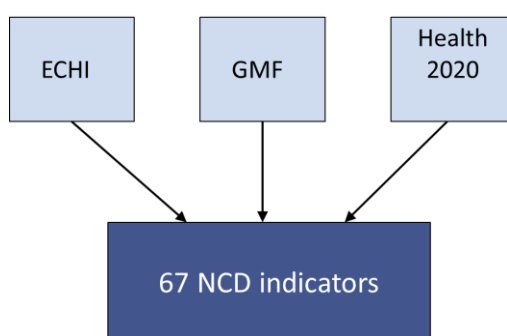 ECHI
GMF
Health
2020
67 NCD indicators